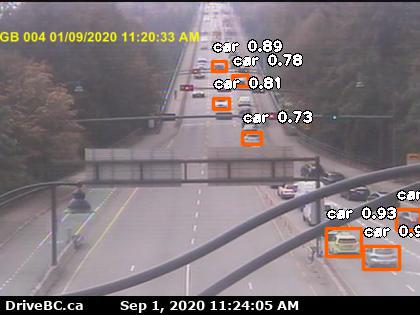 GB 004 01/09/2020 11:20:33 AM
car 0.89
car 0.78
car 0.81
car 0.73
car
car 0.93
car 0.9
DriveBC.ca Sep 1, 2020 11:24:05 AM